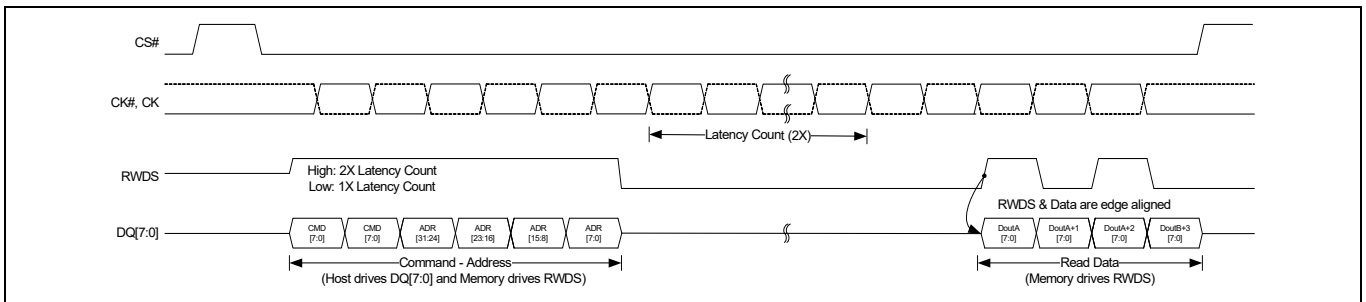 CS#
CK#, CK
Latency Count (2X)
RWDS
High: 2X Latency Count
Low: 1X Latency Count
RWDS & Data are edge aligned
DQ[7:0]
CMD
[7:0]
CMD
[7:0]
ADR
[31:24]
ADR
[23:16]
ADR
[15:8]
ADR
[7:0]
DoutA
[7:0]
DoutA+1
[7:0]
DoutA+2
[7:0]
DoutB+3
[7:0]
Command - Address
(Host drives DQ[7:0] and Memory drives RWDS)
Read Data
(Memory drives RWDS)